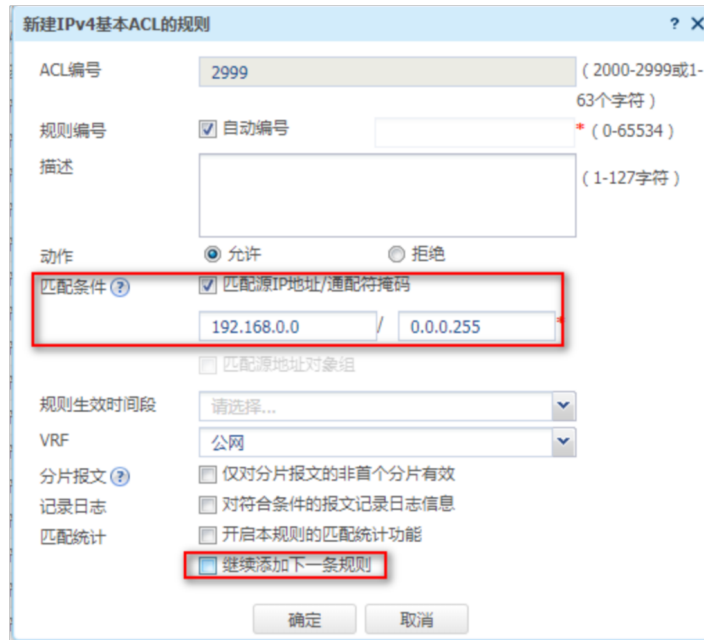 新建IPv4基本ACL的规则 ? X
ACL编号 2999 (2000-2999或1-
63个字符)
规则编号 自动编号 * (0-65534)
描述 (1-127字符)
动作 允许 拒绝
匹配条件 ? 匹配源IP地址/通配符掩码
192.168.0.0 / 0.0.0.255 *
匹配源地址对象组
规则生效时间段 请选择...
VRF 公网
分片报文 ? 仅对分片报文的非首个分片有效
记录日志 对符合条件的报文记录日志信息
匹配统计 开启本规则的匹配统计功能
继续添加下一条规则
确定 取消